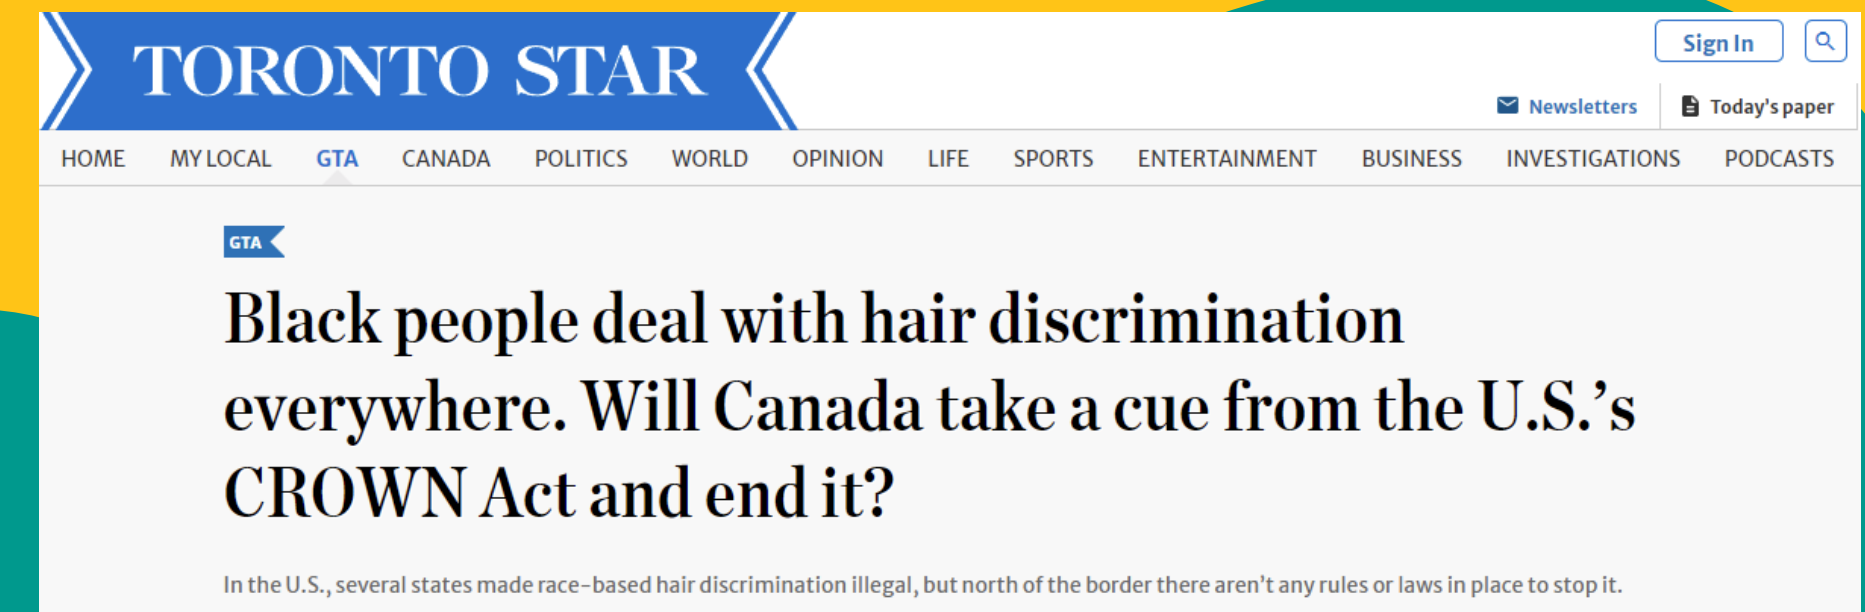 TORONTO STAR
Sign In
Newsletters
Today's paper
HOME MY LOCAL GTA CANADA POLITICS WORLD OPINION LIFE SPORTS ENTERTAINMENT BUSINESS INVESTIGATIONS PODCASTS
GTA
Black people deal with hair discrimination
everywhere. Will Canada take a cue from the U.S.’s
CROWN Act and end it?
In the U.S., several states made race-based hair discrimination illegal, but north of the border there aren’t any rules or laws in place to stop it.